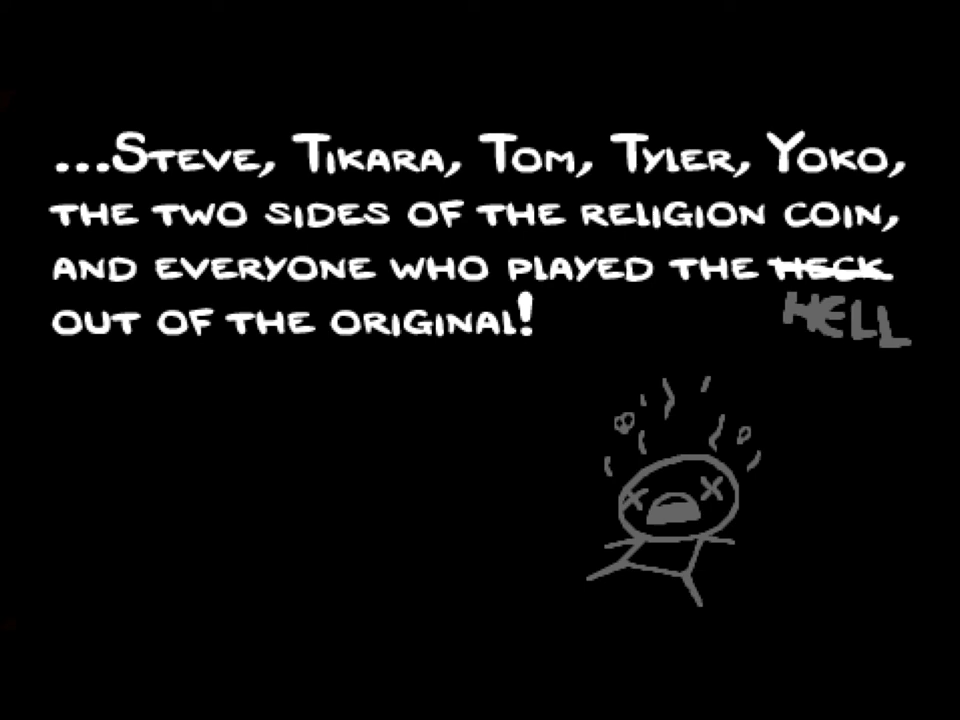 ...Steve, Tikara, Tom, Tyler, Yoko,
the two sides of the religion coin,
and everyone who played the heck
HELL
out of the original!